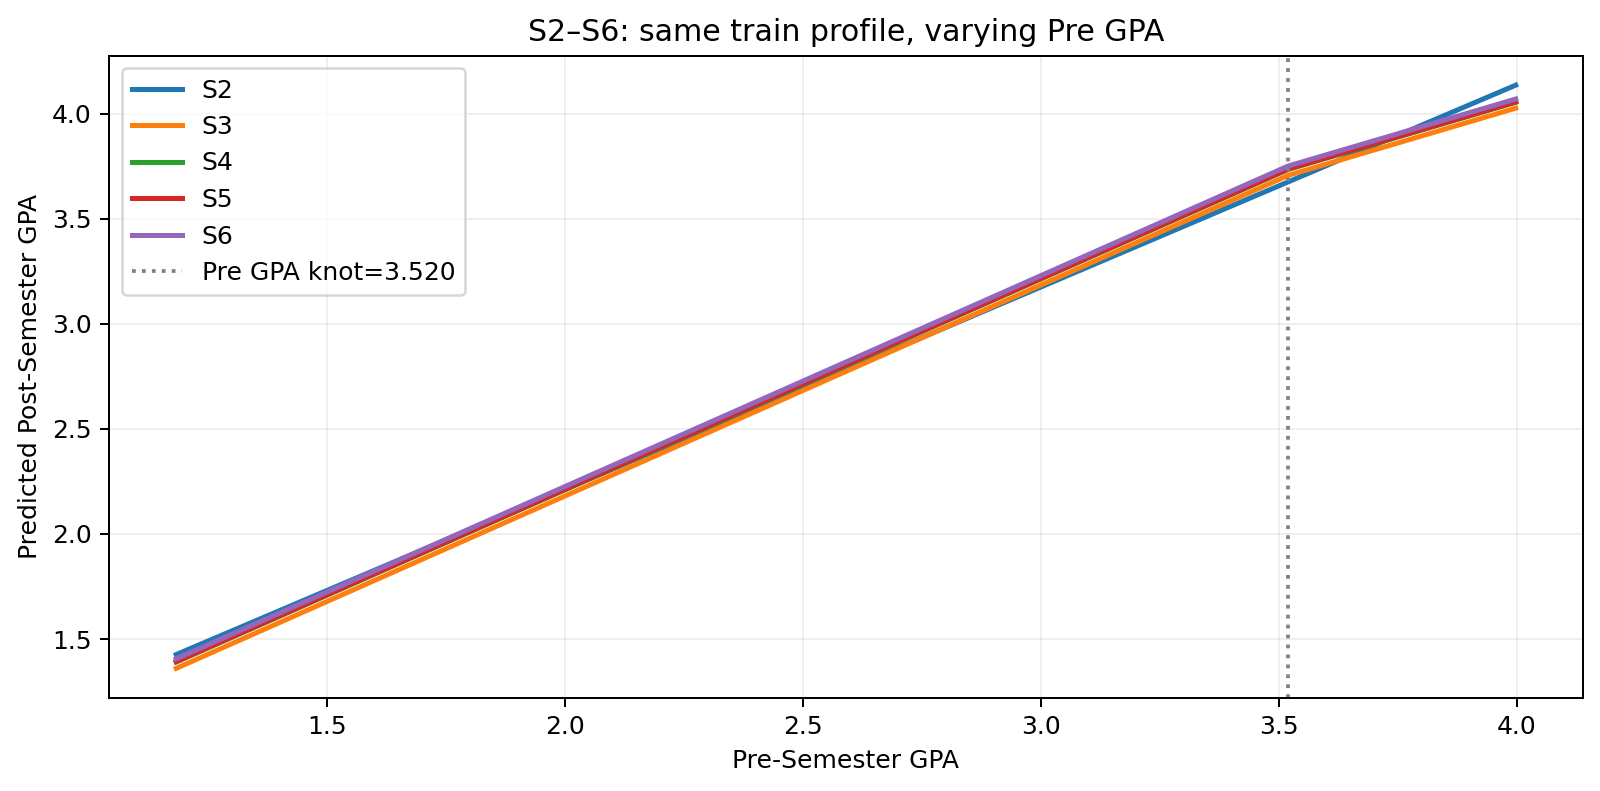 S2–S6: same train profile, varying Pre GPA
S2
S3
S4
S5
S6
Pre GPA knot=3.520
Predicted Post-Semester GPA
4.0
3.5
3.0
2.5
2.0
1.5
1.5
2.0
2.5
3.0
3.5
4.0
Pre-Semester GPA